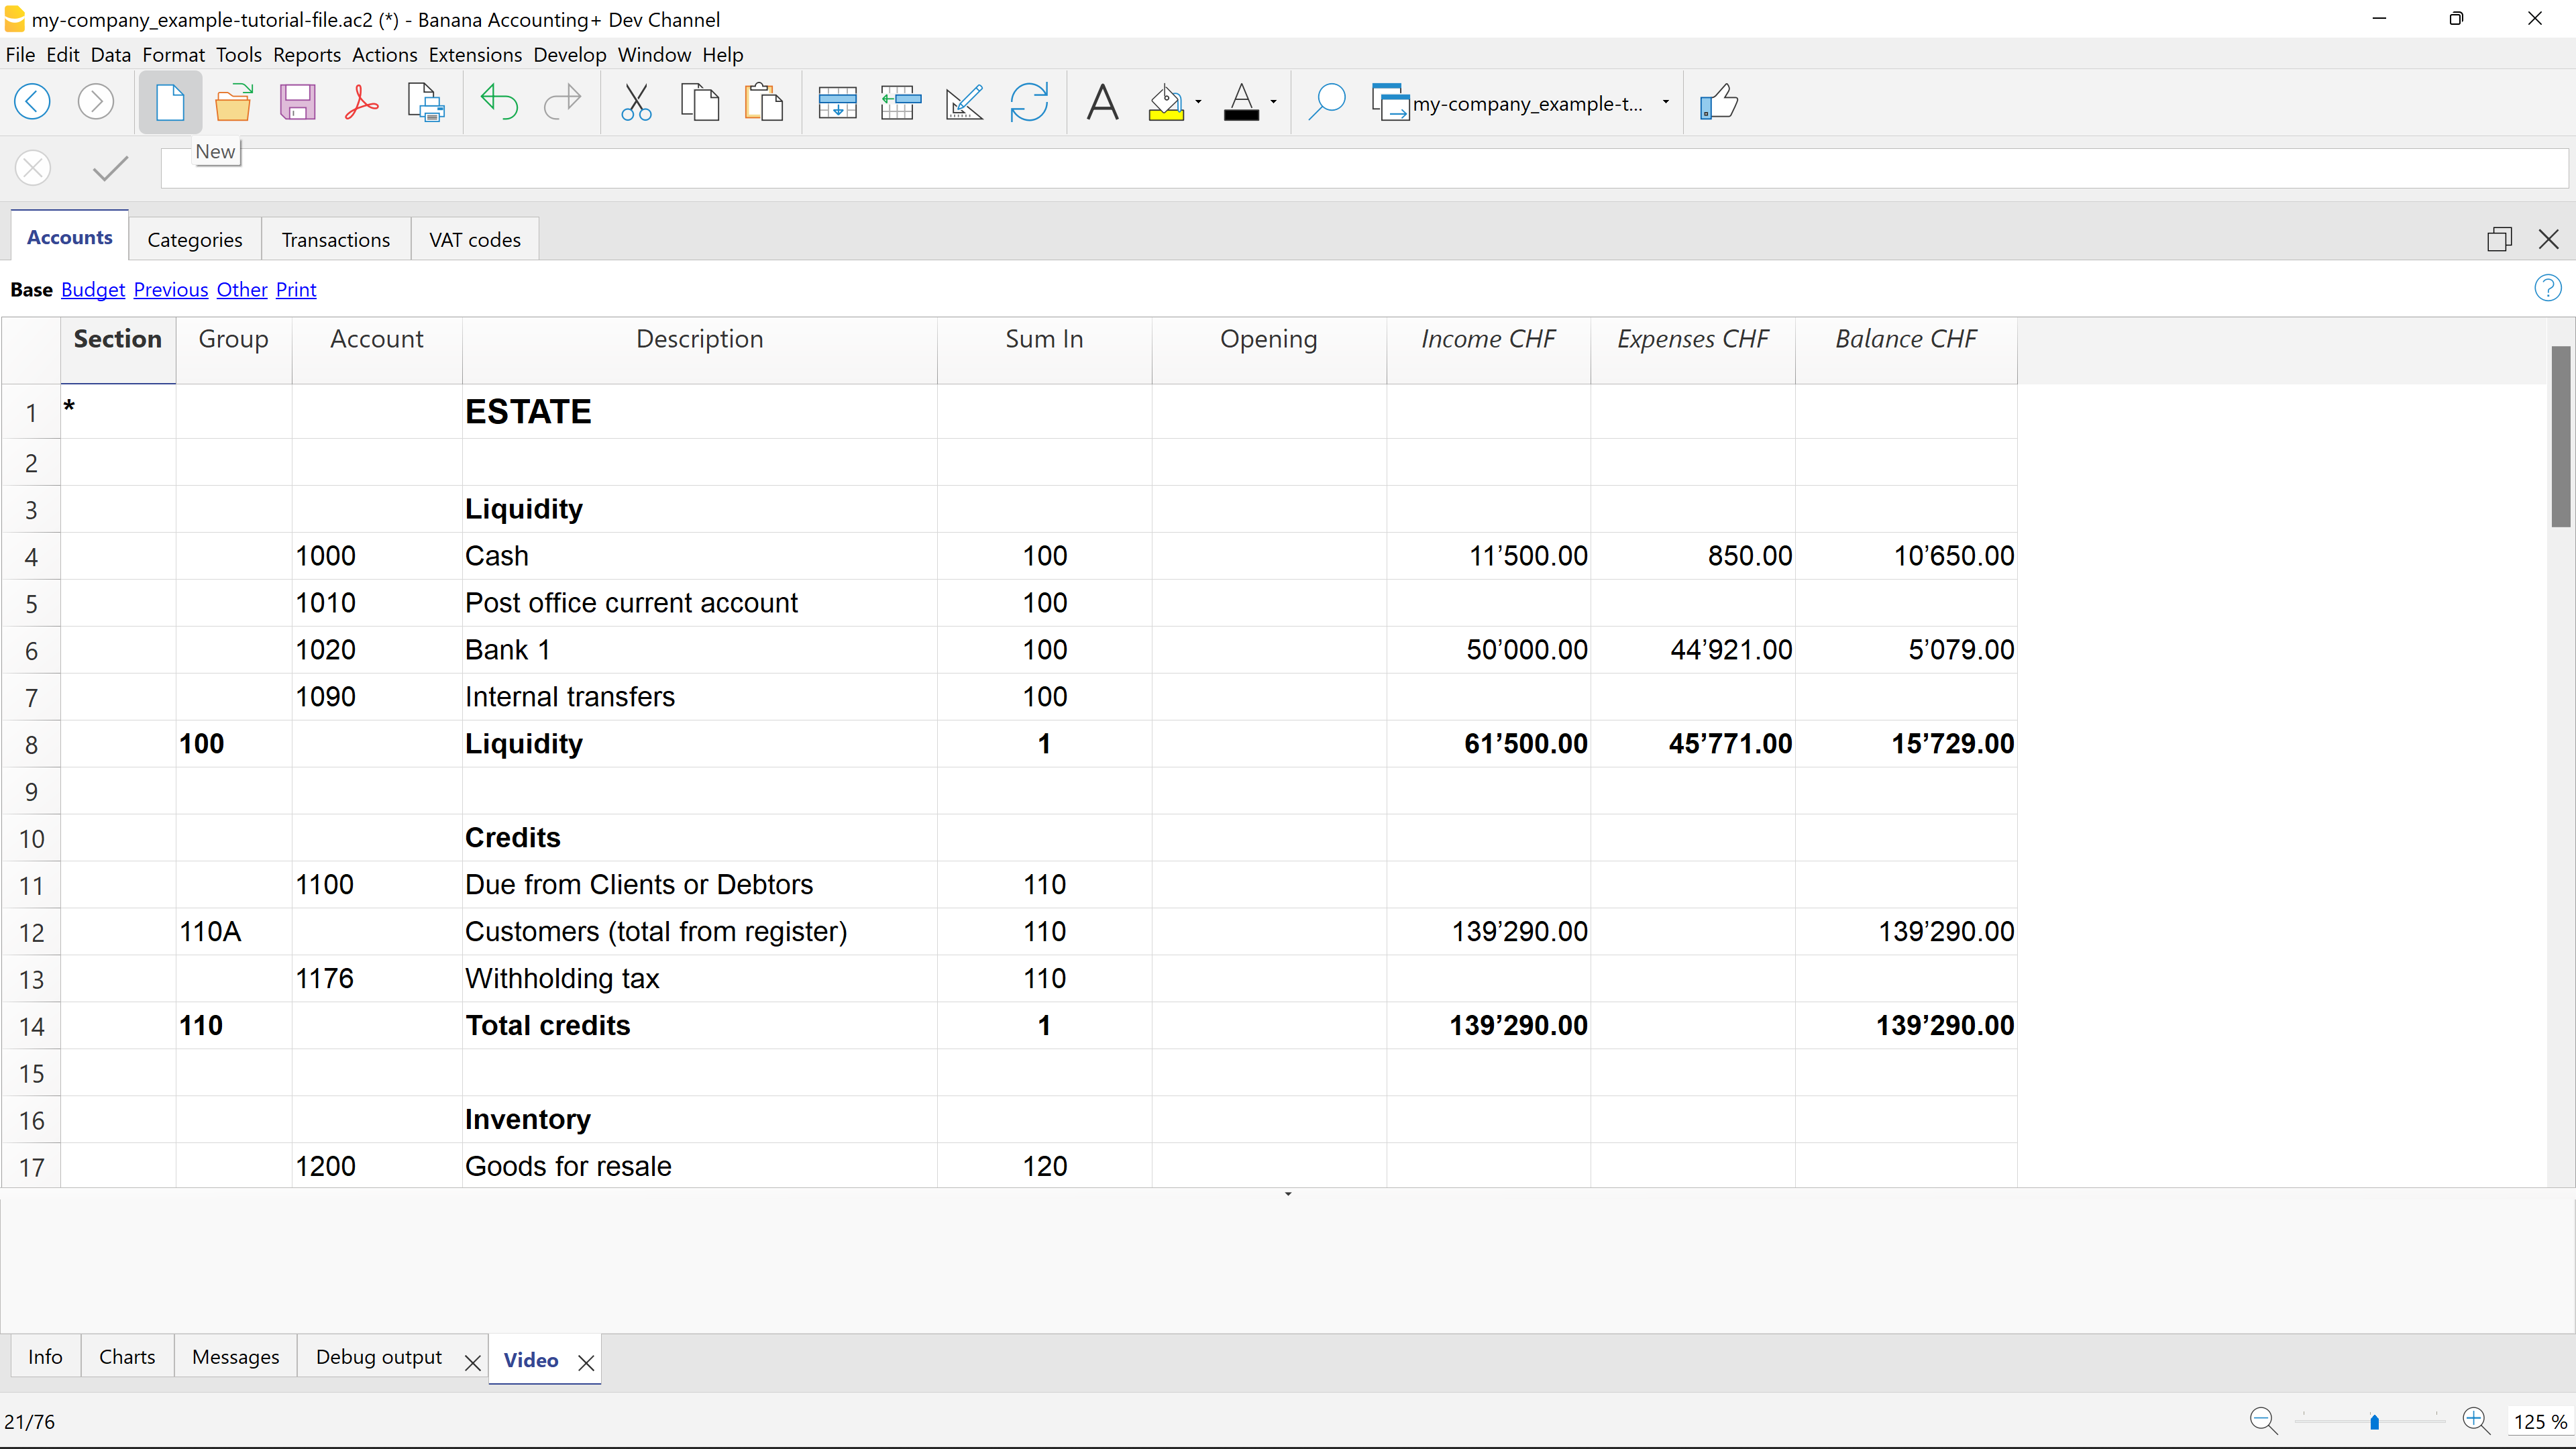 my-company_example-tutorial-file.ac2 (*) - Banana Accounting+ Dev Channel
File Edit Data Format Tools Reports Actions Extensions Develop Window Help
my-company_example-t...
New
Accounts Categories Transactions VAT codes
Base Budget Previous Other Print
Section Group Account Description Sum In Opening Income CHF Expenses CHF Balance CHF
1 * ESTATE
2
3 Liquidity
4 1000 Cash 100 11’500.00 850.00 10’650.00
5 1010 Post office current account 100
6 1020 Bank 1 100 50’000.00 44’921.00 5’079.00
7 1090 Internal transfers 100
8 100 Liquidity 1 61’500.00 45’771.00 15’729.00
9
10 Credits
11 1100 Due from Clients or Debtors 110
12 110A Customers (total from register) 110 139’290.00 139’290.00
13 1176 Withholding tax 110
14 110 Total credits 1 139’290.00 139’290.00
15
16 Inventory
17 1200 Goods for resale 120
Info Charts Messages Debug output Video
21/76 125 %